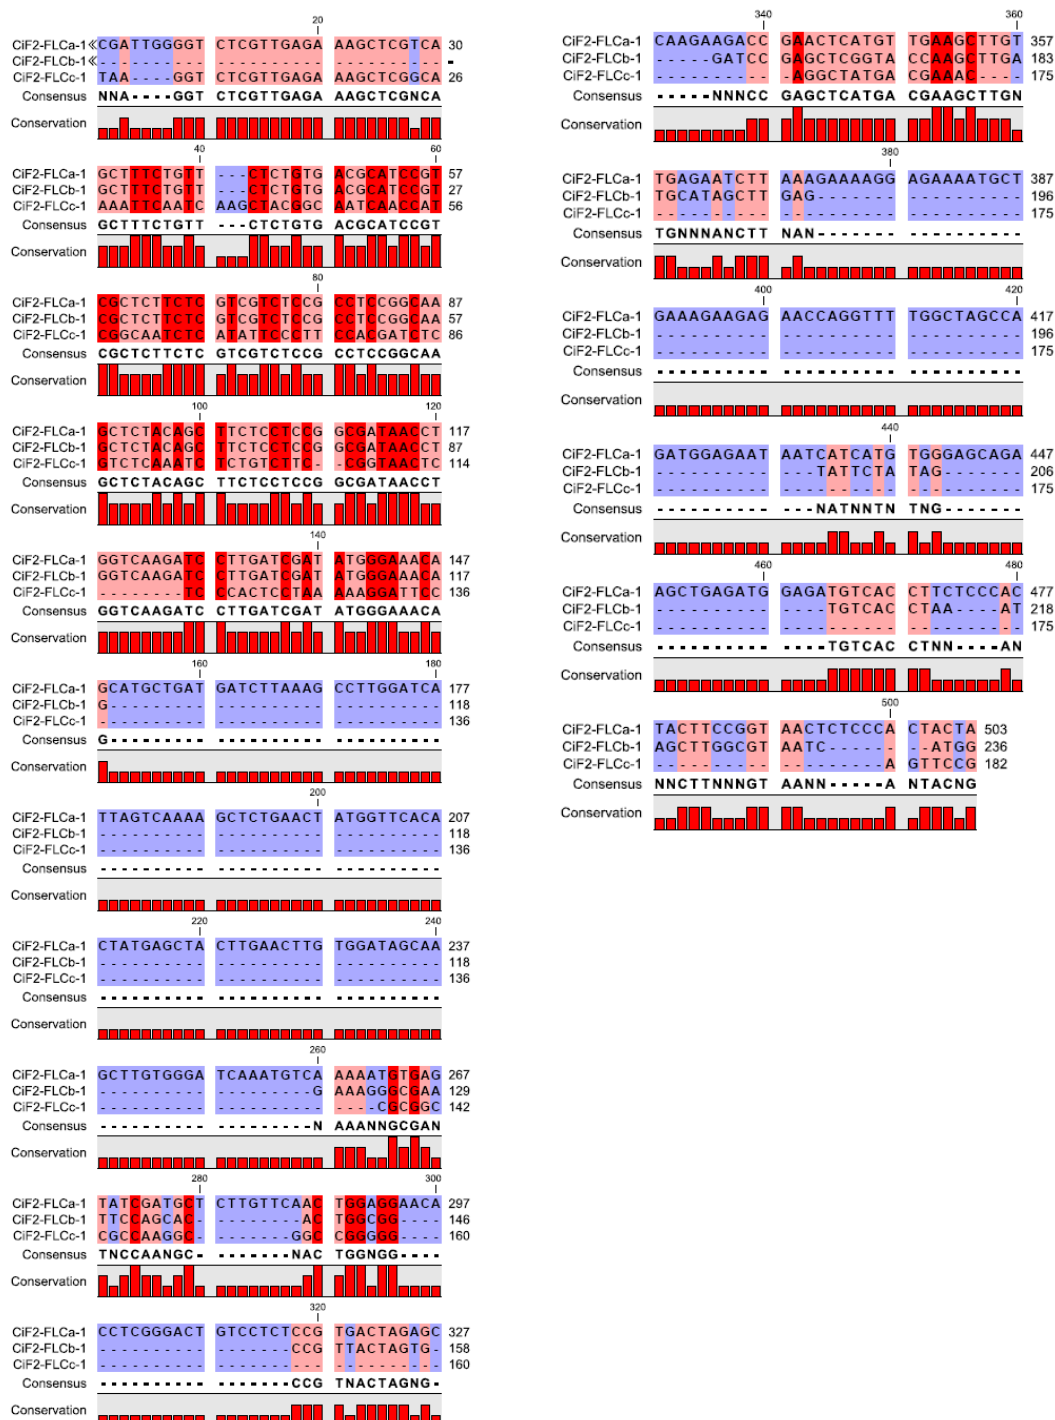 20
CiF2-FLCa-1 CGATTGGGGT CTCGTTGAGA AAGCTCGTCA 30
CiF2-FLCb-1 - - - - - - - - - - - - - - - - - - - - - - - - - - - - - - -
CiF2-FLCc-1 TAA----GGT CTCGTTGAGA AAGCTCGGCA 26
Consensus NNA----GGT CTCGTTGAGA AAGCTCGNCA
Conservation
40 60
CiF2-FLCa-1 GCTTTCTGTT ---CTCTGTG ACGCATCCGT 57
CiF2-FLCb-1 GCTTTCTGTT ---CTCTGTG ACGCATCCGT 27
CiF2-FLCc-1 AAATTCAATC AAGCTACGGC AATCAACCAT 56
Consensus GCTTTCTGTT ---CTCTGTG ACGCATCCGT
Conservation
80
CiF2-FLCa-1 CGCTCTTCTC GTCGTCTCCG CCTCCGGCAA 87
CiF2-FLCb-1 CGCTCTTCTC GTCGTCTCCG CCTCCGGCAA 57
CiF2-FLCc-1 CGGCAATCTC ATATTCCCTT CCACGATCTC 86
Consensus CGCTCTTCTC GTCGTCTCCG CCTCCGGCAA
Conservation
100 120
CiF2-FLCa-1 GCTCTACAGC TTCTCCTCCG GCGATAACCT 117
CiF2-FLCb-1 GCTCTACAGC TTCTCCTCCG GCGATAACCT 87
CiF2-FLCc-1 GTCTCAAATC TCTGTCTTC- -CGGTAACTC 114
Consensus GCTCTACAGC TTCTCCTCCG GCGATAACCT
Conservation
140
CiF2-FLCa-1 GGTCAAGATC CTTGATCGAT ATGGGAAACA 147
CiF2-FLCb-1 GGTCAAGATC CTTGATCGAT ATGGGAAACA 117
CiF2-FLCc-1 --------TC CCACTCCTAA AAAGGATTCC 136
Consensus GGTCAAGATC CTTGATCGAT ATGGGAAACA
Conservation
160 180
CiF2-FLCa-1 GCATGCTGAT GATCTTAAAG CCTTGGATCA 177
CiF2-FLCb-1 G--------- ---------- ---------- 118
CiF2-FLCc-1 ---------- ---------- ---------- 136
Consensus G--------- ---------- ----------
Conservation
200
CiF2-FLCa-1 TTAGTCAAAA GCTCTGAACT ATGGTTCACA 207
CiF2-FLCb-1 ---------- ---------- ---------- 118
CiF2-FLCc-1 ---------- ---------- ---------- 136
Consensus ---------- ---------- ----------
Conservation
220 240
CiF2-FLCa-1 CTATGAGCTA CTTGAACTTG TGGATAGCAA 237
CiF2-FLCb-1 ---------- ---------- ---------- 118
CiF2-FLCc-1 ---------- ---------- ---------- 136
Consensus ---------- ---------- ----------
Conservation
260
CiF2-FLCa-1 GCTTGTGGGA TCAAATGTCA AAAATGTGAG 267
CiF2-FLCb-1 ---------- ---------G AAAGGGCGAA 129
CiF2-FLCc-1 ---------- ---------- ----CGCGGC 142
Consensus ---------- ---------N AAANNGCGAN
Conservation
280 300
CiF2-FLCa-1 TATCGATGCT CTTGTTCAAC TGGAGGAACA 297
CiF2-FLCb-1 TTCCAGCAC- --------AC TGGCGG---- 146
CiF2-FLCc-1 CGCCAAGGC- -------GGC CGGGGG---- 160
Consensus TNCCAANGC- -------NAC TGGNGG----
Conservation
320
CiF2-FLCa-1 CCTCGGGACT GTCCTCTCCG TGACTAGAGC 327
CiF2-FLCb-1 ---------- -------CCG TTACTAGTG- 158
CiF2-FLCc-1 ---------- ---------- ---------- 160
Consensus ---------- -------CCG TNACTAGNG-
Conservation
340 360
CiF2-FLCa-1 CAAGAAGACC GAACTCATGT TGAAGCTTGT 357
CiF2-FLCb-1 -----GATCC GAGCTCGGTA CCAAGCTTGA 183
CiF2-FLCc-1 ---------- -AGGCTATGA CGAAAC---- 175
Consensus -----NNNCC GAGCTCATGA CGAAGCTTGN
Conservation
380
CiF2-FLCa-1 TGAGAATCTT AAAGAAAAGG AGAAAATGCT 387
CiF2-FLCb-1 TGCATAGCTT GAG------- ---------- 196
CiF2-FLCc-1 ---------- ---------- ---------- 175
Consensus TGNNNANCTT NAN------- ----------
Conservation
400 420
CiF2-FLCa-1 GAAAGAAGAG AACCAGGTTT TGGCTAGCCA 417
CiF2-FLCb-1 ---------- ---------- ---------- 196
CiF2-FLCc-1 ---------- ---------- ---------- 175
Consensus ---------- ---------- ----------
Conservation
440
CiF2-FLCa-1 GATGGAGAAT AATCATCATG TGGGAGCAGA 447
CiF2-FLCb-1 ---------- ---TATTCTA TAG------- 206
CiF2-FLCc-1 ---------- ---------- ---------- 175
Consensus ---------- ---NATNNTN TNG-------
Conservation
460 480
CiF2-FLCa-1 AGCTGAGATG GAGATGTCAC CTTCTCCCAC 477
CiF2-FLCb-1 ---------- ----TGTCAC CTAA----AT 218
CiF2-FLCc-1 ---------- ---------- ---------- 175
Consensus ---------- ----TGTCAC CTNN----AN
Conservation
500
CiF2-FLCa-1 TACTTCCGGT AACTCTCCCA CTACTA 503
CiF2-FLCb-1 AGCTTGGCGT AATC------ --ATGG 236
CiF2-FLCc-1 ---------- ---------A GTTCCG 182
Consensus NNCTTNNNGT AANN-----A NTACNG
Conservation